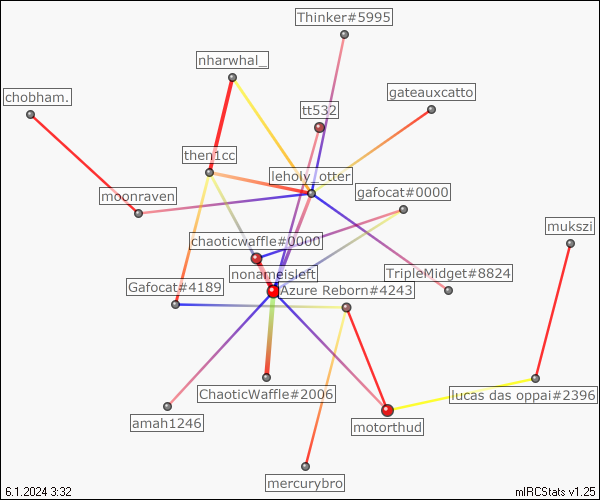 Thinker#5995
nharwhal_
gateauxcatto
chobham.
tt532
then1cc
leholy_otter
gafocat#0000
moonraven
mukszi
chaoticwaffle#0000
nonameisleft
TripleMidget#8824
Gafocat#4189
Azure Reborn#4243
ChaoticWaffle#2006
lucas das oppai#2396
amah1246
motorthud
mercurybro
6.1.2024 3:32
mIRCStats v1.25